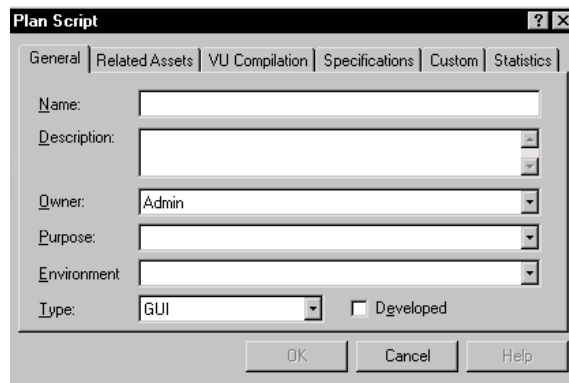 Plan Script
General Related Assets VU Compilation Specifications Custom Statistics
Name:
Description:
Owner: Admin
Purpose:
Environment
Type: GUI Developed
OK Cancel Help